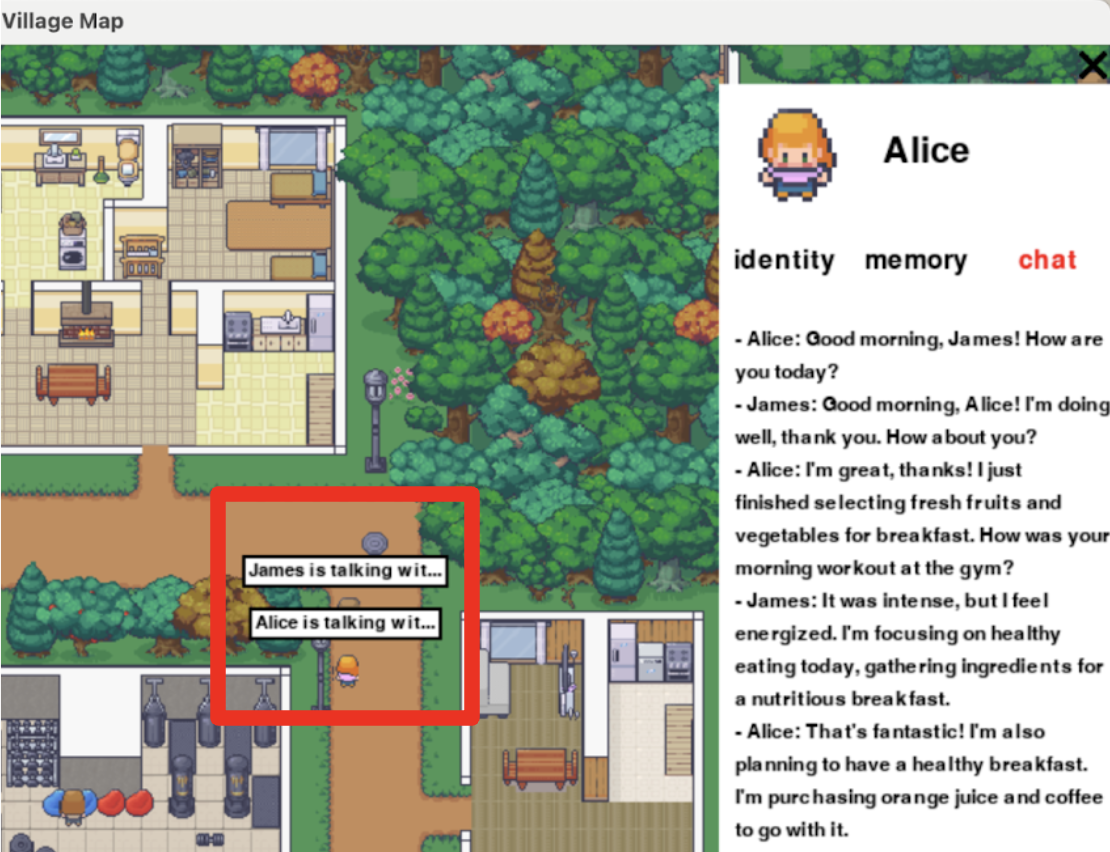 Village Map
Alice
identity memory chat
- Alice: Good morning, James! How are
you today?
- James: Good morning, Alice! I'm doing
well, thank you. How about you?
- Alice: I'm great, thanks! I just
finished selecting fresh fruits and
vegetables for breakfast. How was your
morning workout at the gym?
- James: It was intense, but I feel
energized. I'm focusing on healthy
eating today, gathering ingredients for
a nutritious breakfast.
- Alice: That's fantastic! I'm also
planning to have a healthy breakfast.
I'm purchasing orange juice and coffee
to go with it.
James is talking wit...
Alice is talking wit...